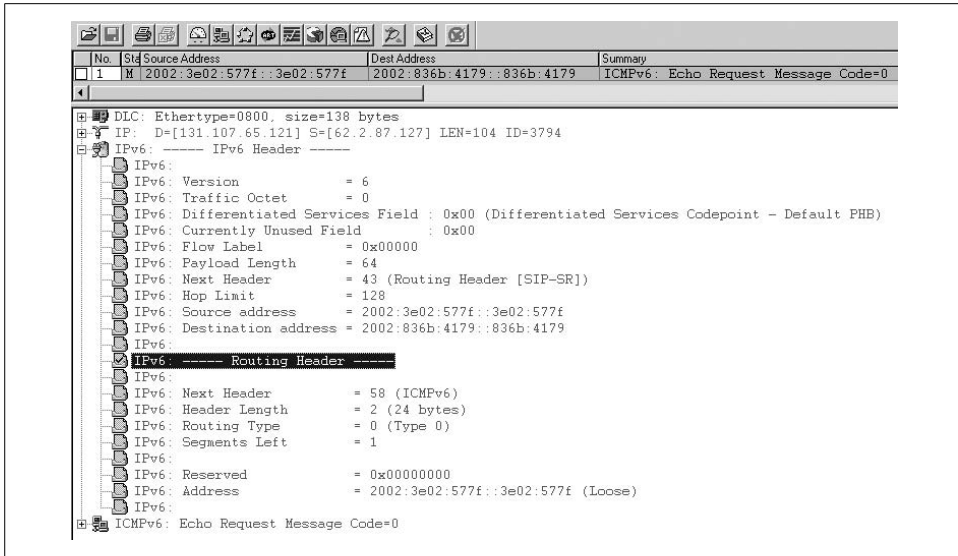 No. Sta Source Address Dest Address Summary
1 M 2002:3e02:577f::3e02:577f 2002:836b:4179::836b:4179 ICMPv6: Echo Request Message Code=0
DLC: Ethertype=0800, size=138 bytes
IP: D=[131.107.65.121] S=[62.2.87.127] LEN=104 ID=3794
IPv6: ----- IPv6 Header -----
IPv6:
IPv6: Version = 6
IPv6: Traffic Octet = 0
IPv6: Differentiated Services Field : 0x00 (Differentiated Services Codepoint - Default PHB)
IPv6: Currently Unused Field : 0x00
IPv6: Flow Label = 0x00000
IPv6: Payload Length = 64
IPv6: Next Header = 43 (Routing Header [SIP-SR])
IPv6: Hop Limit = 128
IPv6: Source address = 2002:3e02:577f::3e02:577f
IPv6: Destination address = 2002:836b:4179::836b:4179
IPv6:
IPv6: ----- Routing Header -----
IPv6:
IPv6: Next Header = 58 (ICMPv6)
IPv6: Header Length = 2 (24 bytes)
IPv6: Routing Type = 0 (Type 0)
IPv6: Segments Left = 1
IPv6:
IPv6: Reserved = 0x00000000
IPv6: Address = 2002:3e02:577f::3e02:577f (Loose)
IPv6:
ICMPv6: Echo Request Message Code=0